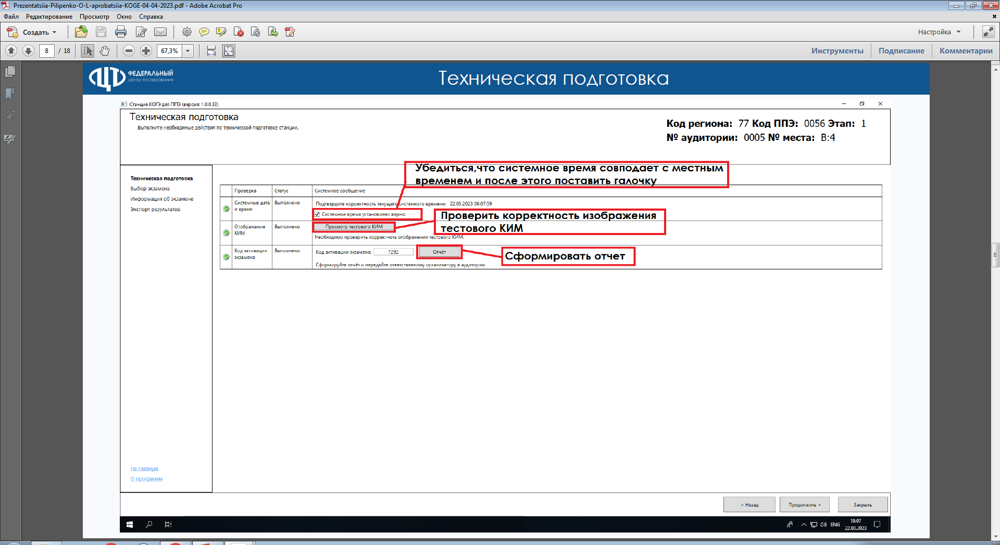 Prezentatsiia-Pilipenko-O-L-aprobatsiia-KOGE-04-04-2023.pdf - Adobe Acrobat Pro
Файл Редактирование Просмотр Окно Справка
Создать
Настройка
8 / 18
67,3%
Инструменты Подписание Комментарии
ФЕДЕРАЛЬНЫЙ
центр тестирования
Техническая подготовка
Станция КОГЭ для ППЭ (версия: 1.0.0.33)
Техническая подготовка
Выполните необходимые действия по технической подготовке станции.
Код региона: 77 Код ППЭ: 0056 Этап: 1
№ аудитории: 0005 № места: В:4
Техническая подготовка
Выбор экзамена
Информация об экзамене
Экспорт результатов
Убедиться,что системное время совподает с местным
временем и после этого поставить галочку
Проверка Статус Системное сообщение
Системные дата
и время
Выполнено
Подтвердите корректность текущего системного времени: 22.03.2023 06:07:59
Системное время установлено верно.
Проверить корректность изображения
тестового КИМ
Отображение
КИМ
Выполнено
Просмотр тестового КИМ
Необходимо проверить корректноть отображения тестового КИМ.
Код активации
экзамена
Выполнено
Код активации экзамена: 7292 Отчёт
Сформируйте отчёт и передайте ответственному организатору в аудитории.
Сформировать отчет
На главную
О программе
< Назад Продолжить > Закрыть
ENG
18:07
22.03.2023